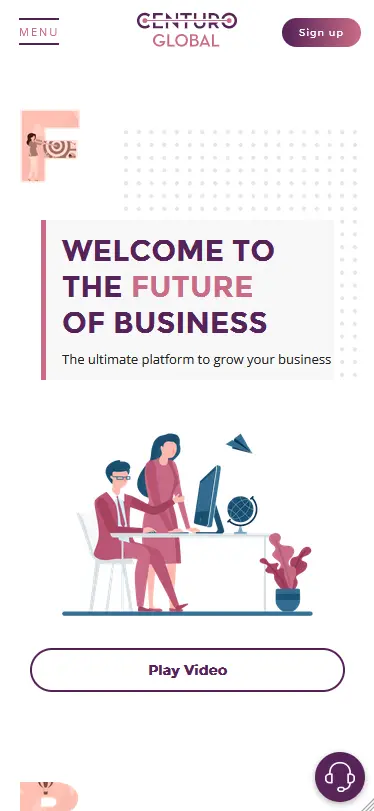 MENU
CENTURO
GLOBAL
Sign up
F
WELCOME TO
THE FUTURE
OF BUSINESS
The ultimate platform to grow your business
Play Video